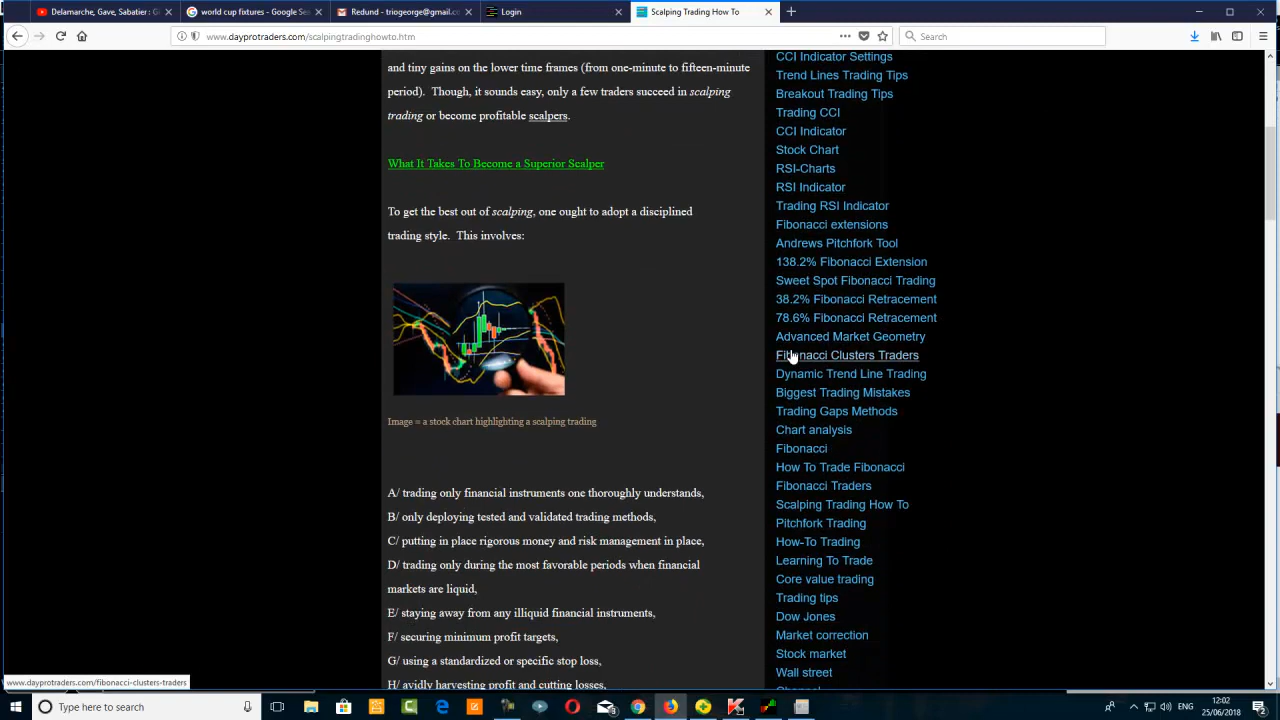 Delamarche, Gave, Sabatier : G
world cup fixtures - Google Sea
Redund - triogeorge@gmail.co
Login
Scalping Trading How To
www.dayprotraders.com/scalpingtradinghowto.htm
Search
and tiny gains on the lower time frames (from one-minute to fifteen-minute
period). Though, it sounds easy, only a few traders succeed in scalping
trading or become profitable scalpers.
What It Takes To Become a Superior Scalper
To get the best out of scalping, one ought to adopt a disciplined
trading style. This involves:
Image = a stock chart highlighting a scalping trading
A/ trading only financial instruments one thoroughly understands,
B/ only deploying tested and validated trading methods,
C/ putting in place rigorous money and risk management in place,
D/ trading only during the most favorable periods when financial
markets are liquid,
E/ staying away from any illiquid financial instruments,
F/ securing minimum profit targets,
G/ using a standardized or specific stop loss,
H/ avidly harvesting profit and cutting losses,
CCI Indicator Settings
Trend Lines Trading Tips
Breakout Trading Tips
Trading CCI
CCI Indicator
Stock Chart
RSI-Charts
RSI Indicator
Trading RSI Indicator
Fibonacci extensions
Andrews Pitchfork Tool
138.2% Fibonacci Extension
Sweet Spot Fibonacci Trading
38.2% Fibonacci Retracement
78.6% Fibonacci Retracement
Advanced Market Geometry
Fibonacci Clusters Traders
Dynamic Trend Line Trading
Biggest Trading Mistakes
Trading Gaps Methods
Chart analysis
Fibonacci
How To Trade Fibonacci
Fibonacci Traders
Scalping Trading How To
Pitchfork Trading
How-To Trading
Learning To Trade
Core value trading
Trading tips
Dow Jones
Market correction
Stock market
Wall street
Channel
www.dayprotraders.com/fibonacci-clusters-traders
Type here to search
3
ENG
12:02
25/06/2018